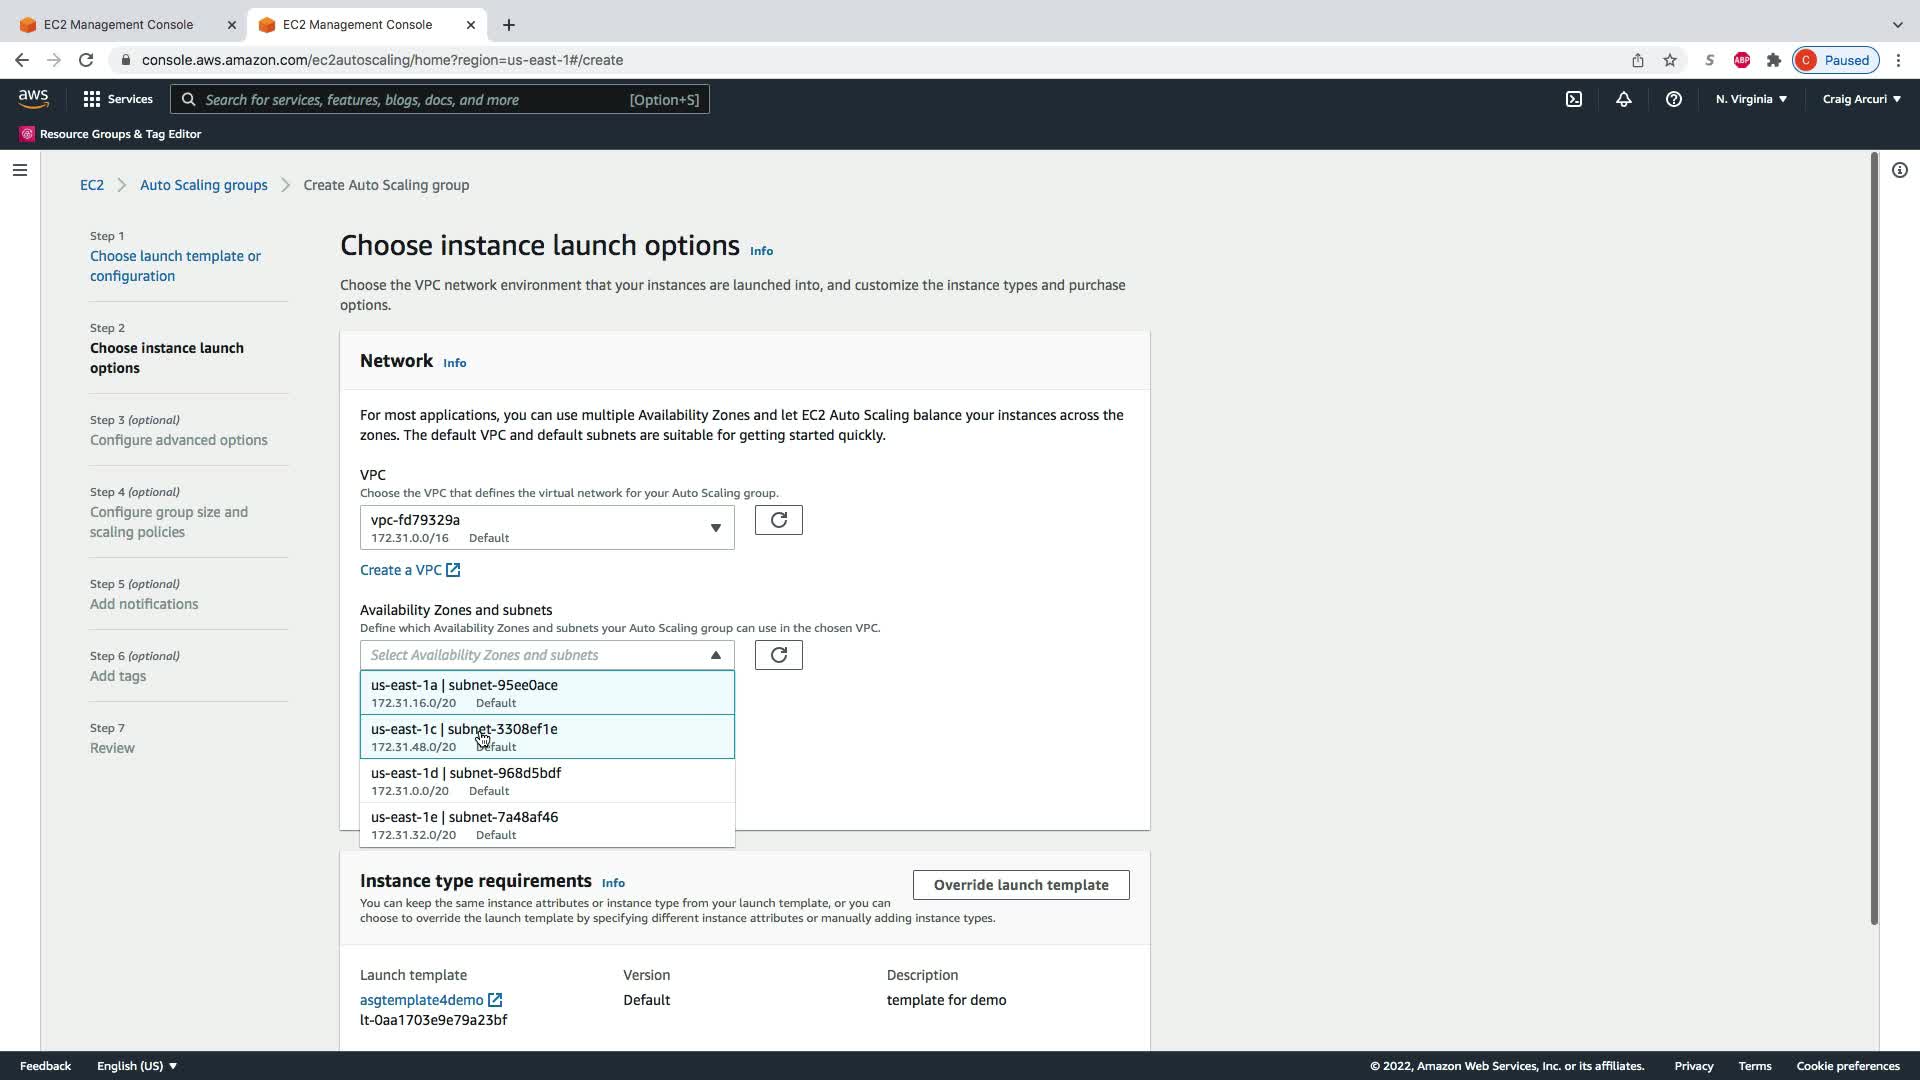 EC2 Management Console
EC2 Management Console
console.aws.amazon.com/ec2autoscaling/home?region=us-east-1#/create
S
ABP
C
Paused
aws
Services
Search for services, features, blogs, docs, and more
[Option+S]
N. Virginia
Craig Arcuri
Resource Groups & Tag Editor
EC2
Auto Scaling groups
Create Auto Scaling group
Step 1
Choose launch template or
configuration
Step 2
Choose instance launch
options
Step 3 (optional)
Configure advanced options
Step 4 (optional)
Configure group size and
scaling policies
Step 5 (optional)
Add notifications
Step 6 (optional)
Add tags
Step 7
Review
Choose instance launch options Info
Choose the VPC network environment that your instances are launched into, and customize the instance types and purchase
options.
Network Info
For most applications, you can use multiple Availability Zones and let EC2 Auto Scaling balance your instances across the
zones. The default VPC and default subnets are suitable for getting started quickly.
VPC
Choose the VPC that defines the virtual network for your Auto Scaling group.
vpc-fd79329a
172.31.0.0/16 Default
Create a VPC
Availability Zones and subnets
Define which Availability Zones and subnets your Auto Scaling group can use in the chosen VPC.
Select Availability Zones and subnets
us-east-1a | subnet-95ee0ace
172.31.16.0/20 Default
us-east-1c | subnet-3308ef1e
172.31.48.0/20 Default
us-east-1d | subnet-968d5bdf
172.31.0.0/20 Default
us-east-1e | subnet-7a48af46
172.31.32.0/20 Default
Instance type requirements Info
Override launch template
You can keep the same instance attributes or instance type from your launch template, or you can
choose to override the launch template by specifying different instance attributes or manually adding instance types.
Launch template
asgtemplate4demo
lt-0aa1703e9e79a23bf
Version
Default
Description
template for demo
Feedback
English (US)
© 2022, Amazon Web Services, Inc. or its affiliates.
Privacy
Terms
Cookie preferences